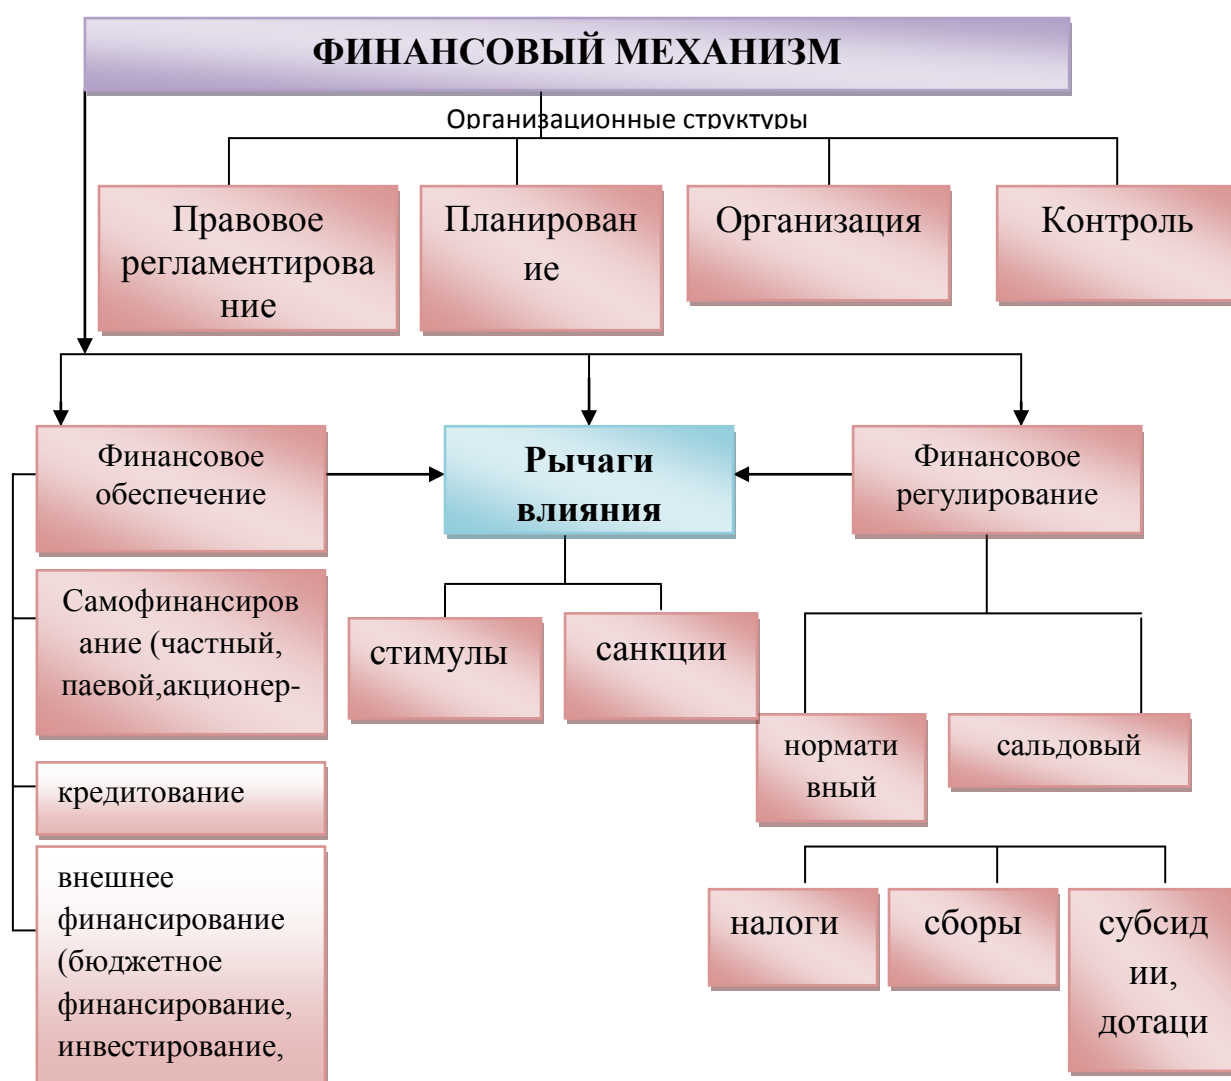 ФИНАНСОВЫЙ МЕХАНИЗМ
Организационные структуры
Правовое
регламентирова
ние
Планирован
ие
Организация
Контроль
Финансовое
обеспечение
Рычаги
влияния
Финансовое
регулирование
Самофинансиров
ание (частный,
паевой,акционер-
стимулы
санкции
нормати
вный
сальдовый
кредитование
внешнее
финансирование
(бюджетное
финансирование,
инвестирование,
налоги
сборы
субсид
ии,
дотаци